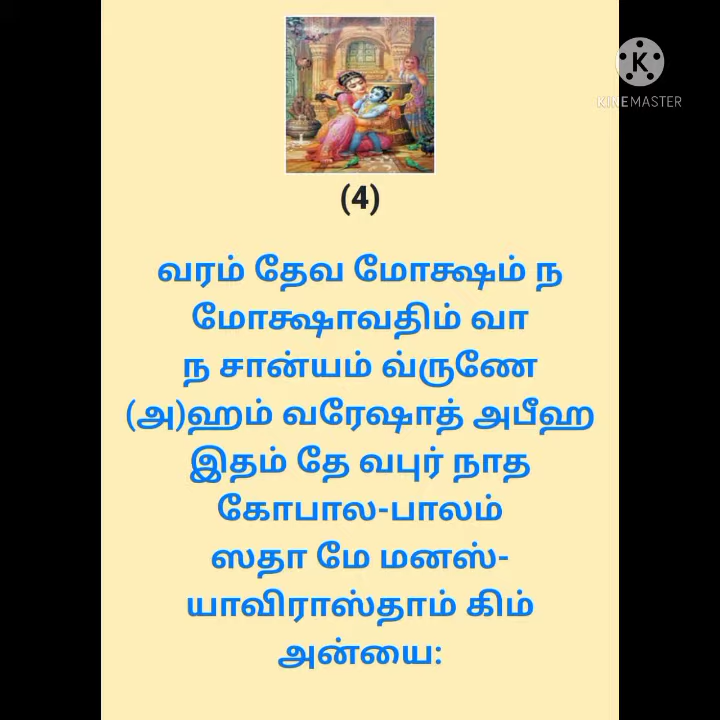 K
KINEMASTER
(4)
வரம் தேவ மோக்ஷம் ந
மோக்ஷாவதிம் வா
ந சான்யம் வ்ருணே
(அ)ஹம் வரேஷாத் அபீஹ
இதம் தே வபுர் நாத
கோபால-பாலம்
ஸதா மே மனஸ்-
யாவிராஸ்தாம் கிம்
அன்யை: